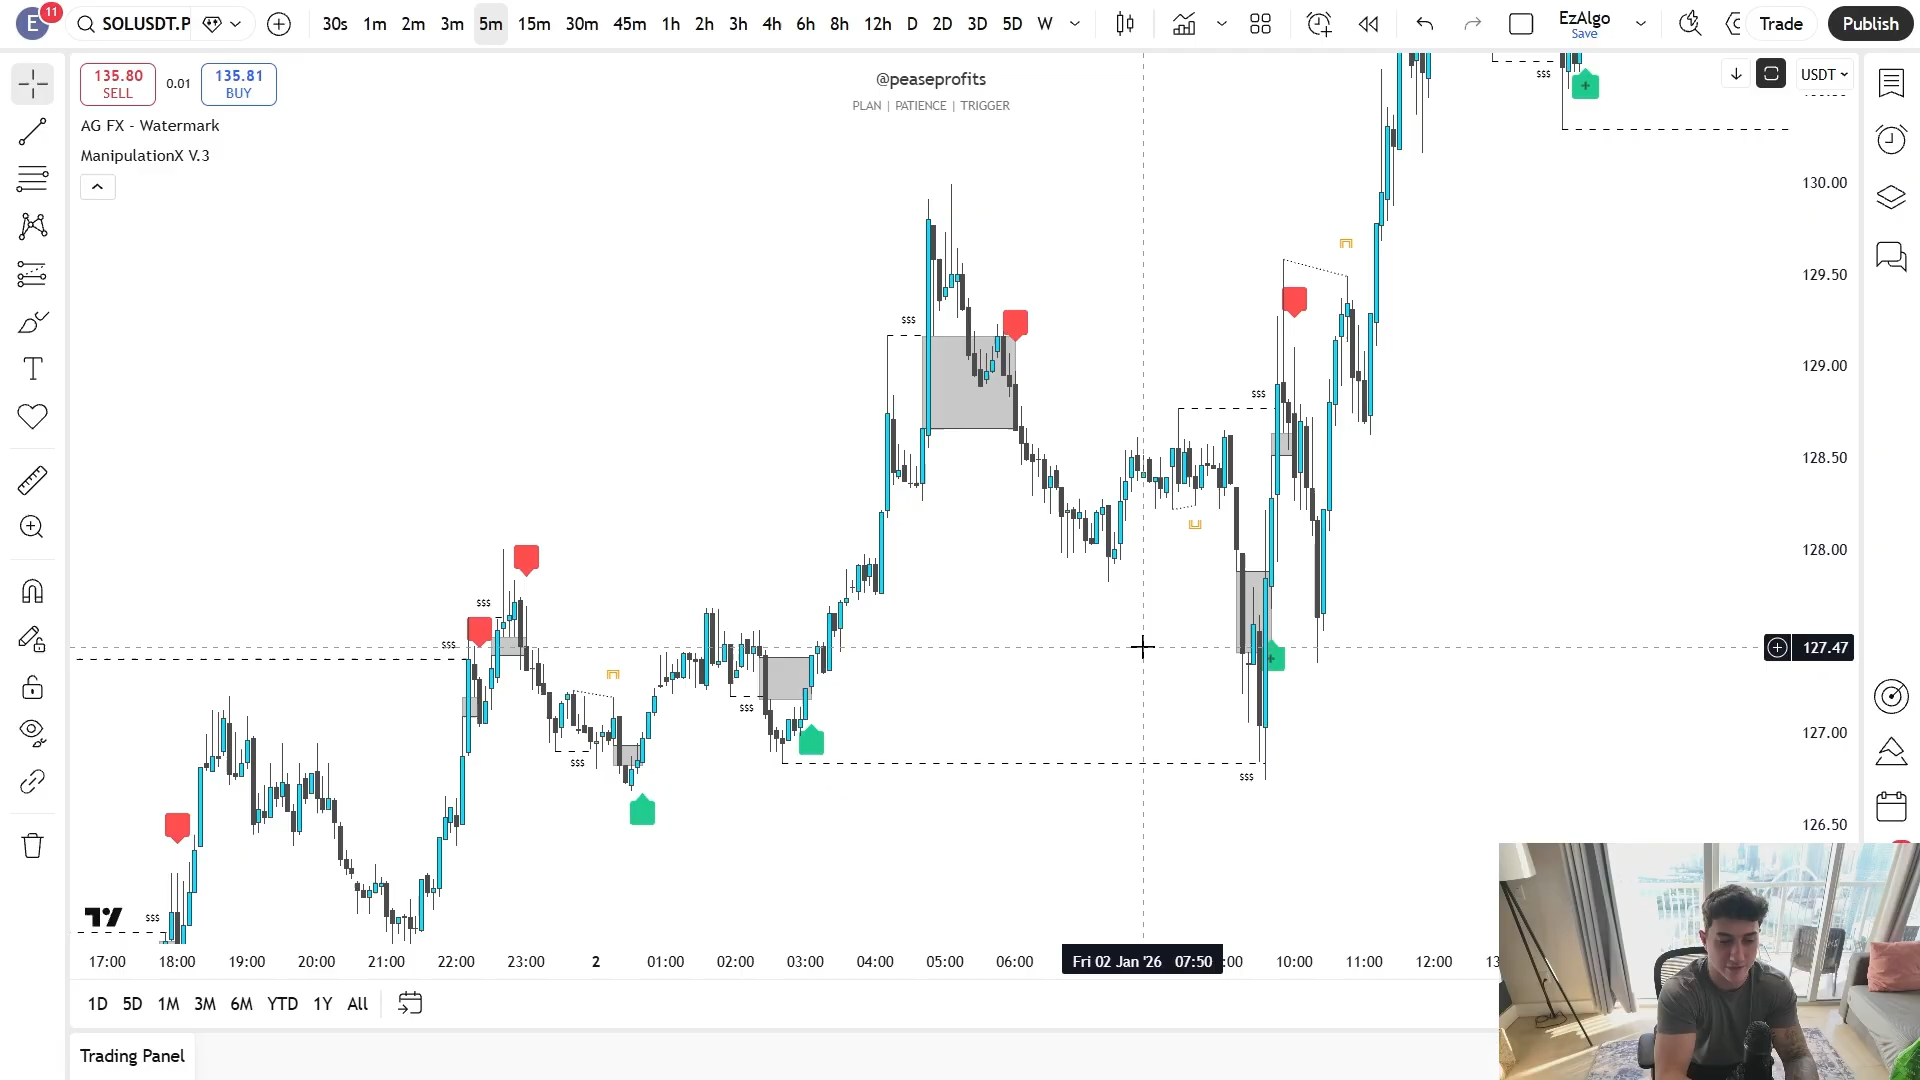 E
11
SOLUSDT.P
30s 1m 2m 3m 5m 15m 30m 45m 1h 2h 3h 4h 6h 8h 12h D 2D 3D 5D W
EzAlgo
Save
Trade
Publish
135.80
SELL
0.01
135.81
BUY
AG FX - Watermark
ManipulationX V.3
@peaseprofits
PLAN | PATIENCE | TRIGGER
USDT
130.00
129.50
129.00
128.50
128.00
127.47
127.00
126.50
$$$
$$$
$$$
$$$
$$$
$$$
$$$
$$$
$$$
17:00 18:00 19:00 20:00 21:00 22:00 23:00 2 01:00 02:00 03:00 04:00 05:00 06:00 Fri 02 Jan '26 07:50 :00 10:00 11:00 12:00 13
1D 5D 1M 3M 6M YTD 1Y All
Trading Panel